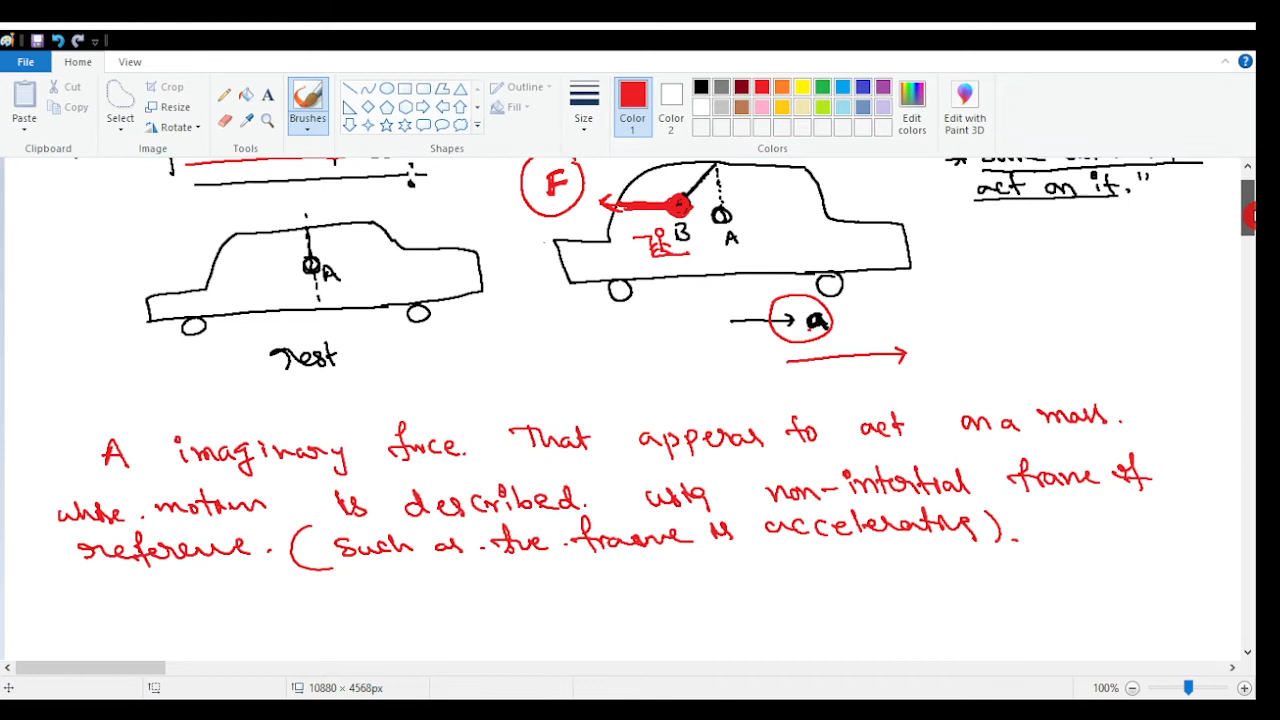 File
Home
View
Cut
Copy
Paste
Crop
Resize
Rotate
Select
Brushes
Outline
Fill
Size
Color
1
Color
2
Edit
colors
Edit with
Paint 3D
Clipboard
Image
Tools
Shapes
Colors
F
act on it."
B
A
A
a
rest
A imaginary force. That apperas to act on a mass.
whose motion is described. using non-intertial frame of
reference. (such as the frame is accelerating).
10880 × 4568px
100%